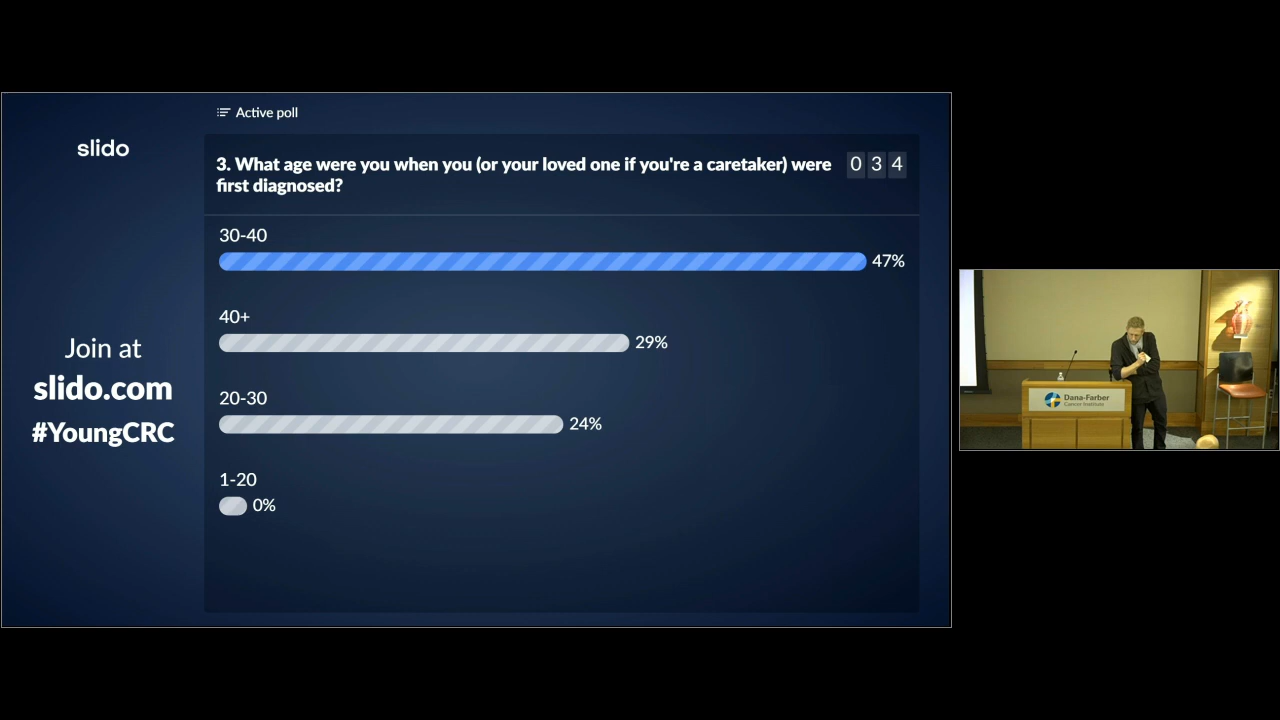 Active poll
slido
3. What age were you when you (or your loved one if you're a caretaker) were
first diagnosed?
0 3 4
30-40
47%
40+
29%
20-30
24%
1-20
0%
Join at
slido.com
#YoungCRC
Dana-Farber
Cancer Institute